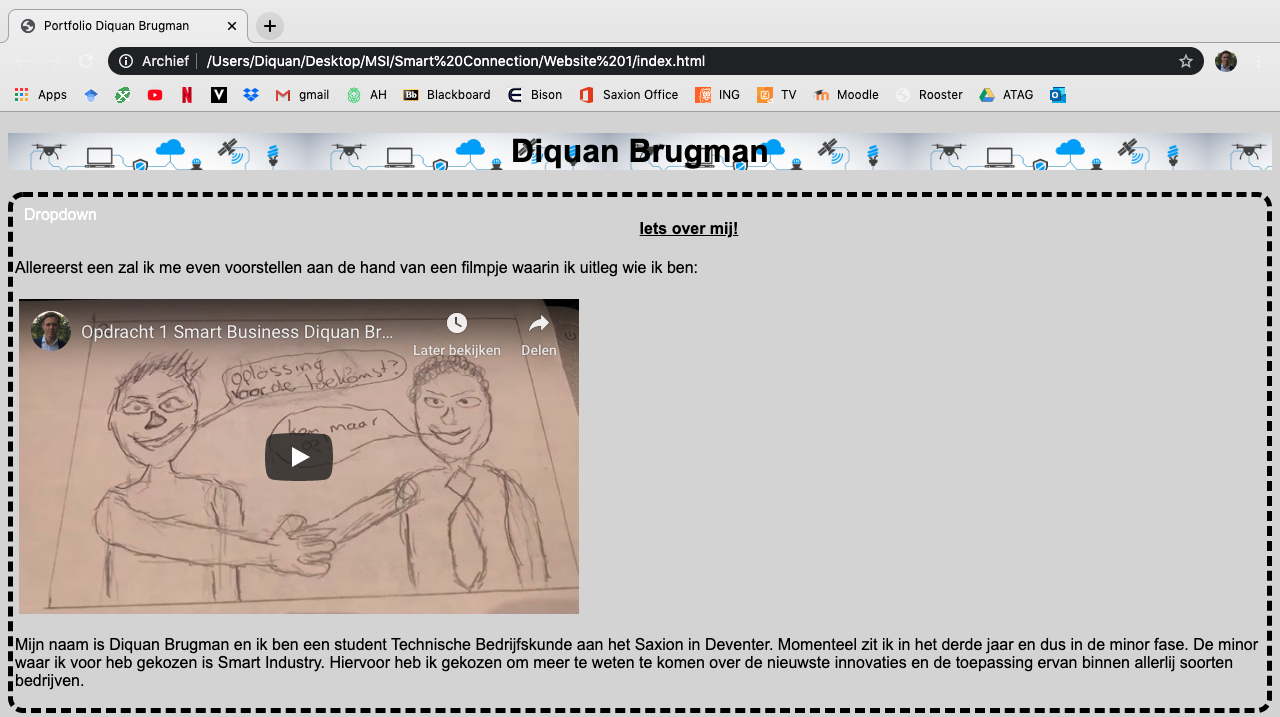 Portfolio Diquan Brugman
Archief /Users/Diquan/Desktop/MSI/Smart%20Connection/Website%201/index.html
Apps gmail AH Bb Blackboard Bison Saxion Office ING TV Moodle Rooster ATAG
Diquan Brugman
Dropdown
Iets over mij!
Allereerst een zal ik me even voorstellen aan de hand van een filmpje waarin ik uitleg wie ik ben:
Opdracht 1 Smart Business Diquan Br...
Later bekijken Delen
oplossing
voor de toekomst?
kom maar
op?
Mijn naam is Diquan Brugman en ik ben een student Technische Bedrijfskunde aan het Saxion in Deventer. Momenteel zit ik in het derde jaar en dus in de minor fase. De minor
waar ik voor heb gekozen is Smart Industry. Hiervoor heb ik gekozen om meer te weten te komen over de nieuwste innovaties en de toepassing ervan binnen allerlij soorten
bedrijven.